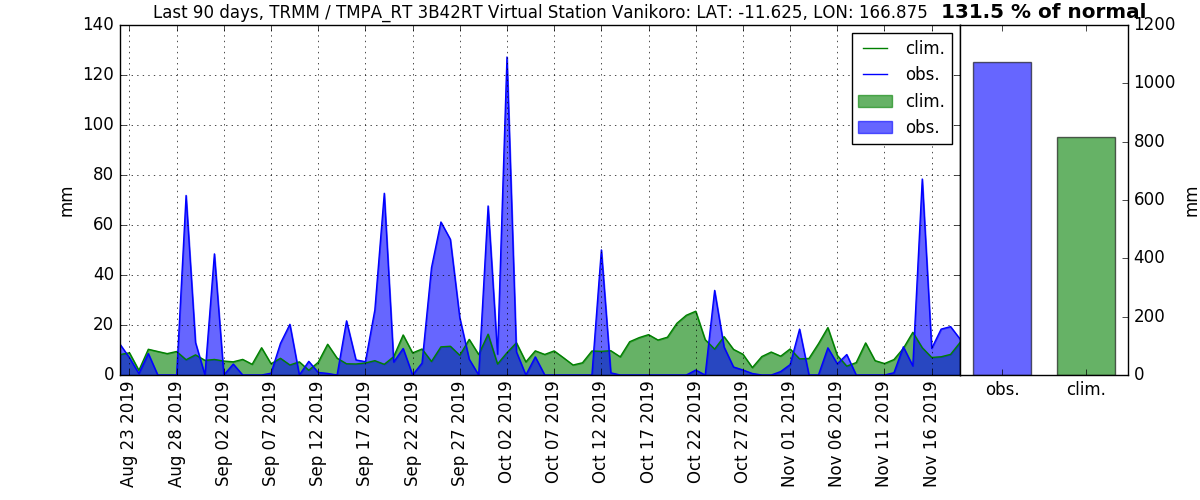 Last 90 days, TRMM / TMPA_RT 3B42RT Virtual Station Vanikoro: LAT: -11.625, LON: 166.875 131.5 % of normal
140
120
100
80
60
40
20
0
mm
clim.
obs.
clim.
obs.
Aug 23 2019
Aug 28 2019
Sep 02 2019
Sep 07 2019
Sep 12 2019
Sep 17 2019
Sep 22 2019
Sep 27 2019
Oct 02 2019
Oct 07 2019
Oct 12 2019
Oct 17 2019
Oct 22 2019
Oct 27 2019
Nov 01 2019
Nov 06 2019
Nov 11 2019
Nov 16 2019
1200
1000
800
600
400
200
0
mm
obs. clim.